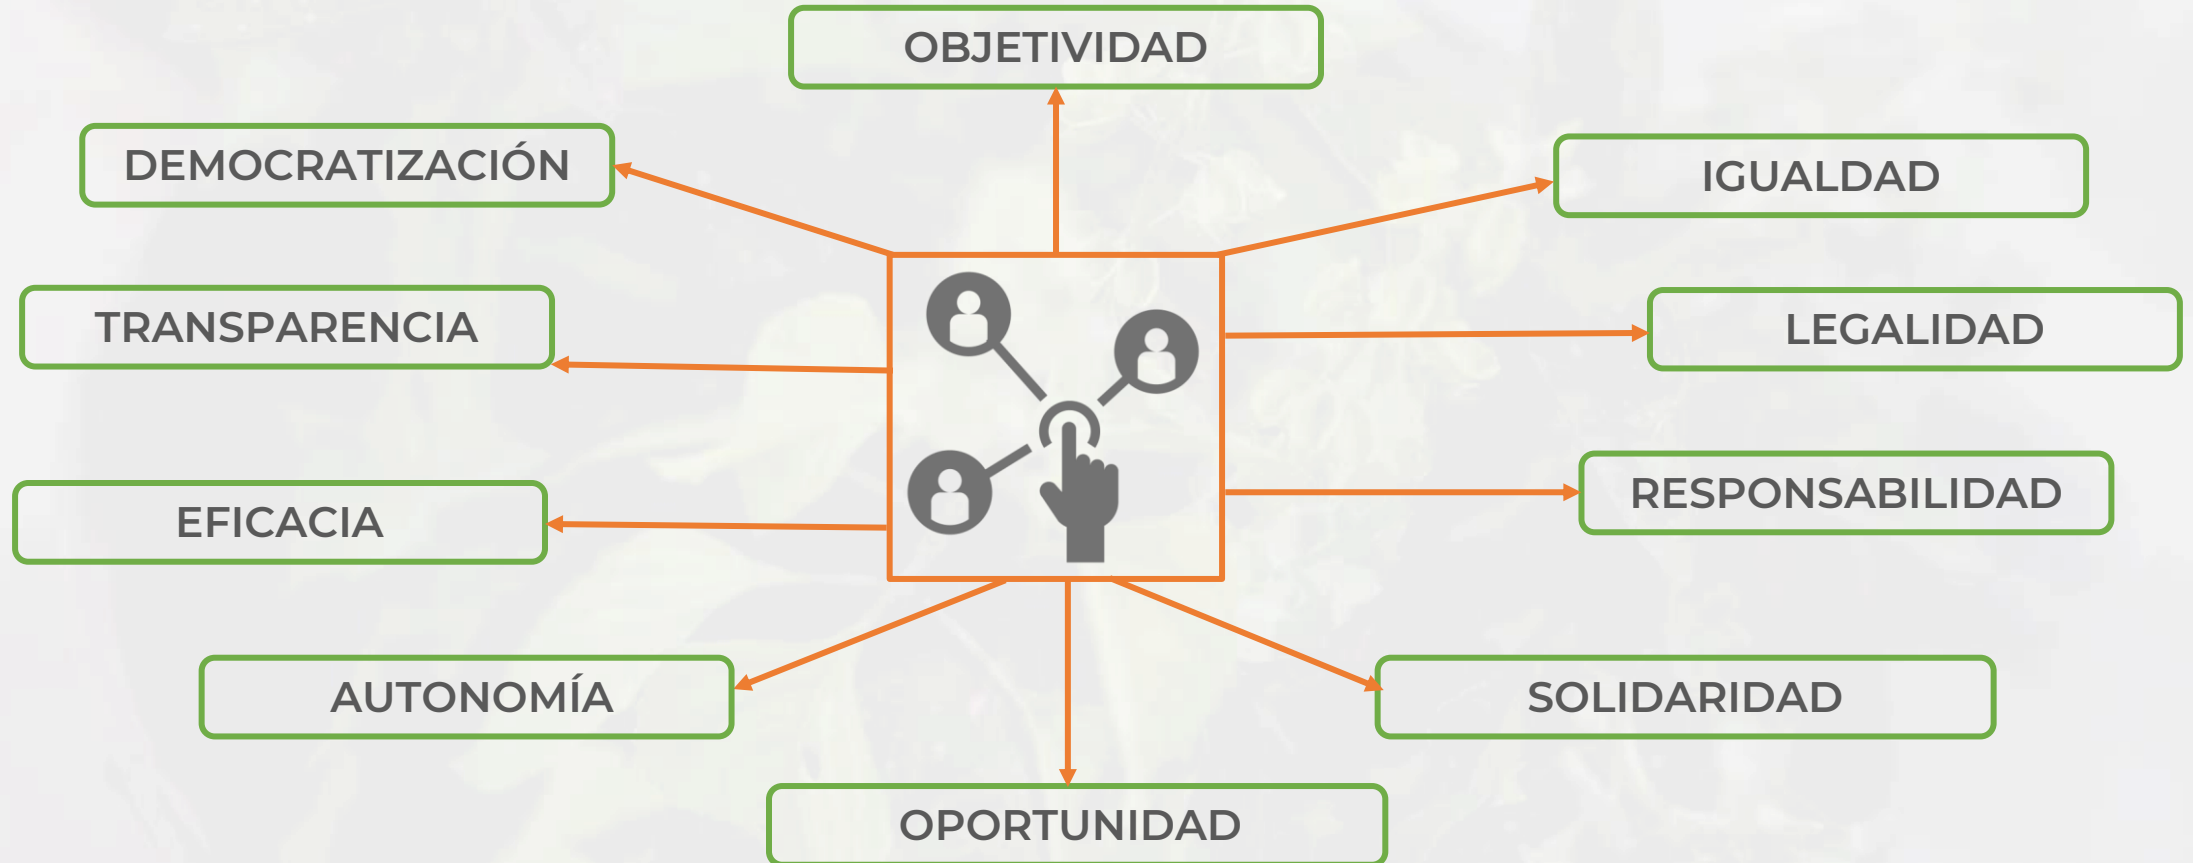 OBJETIVIDAD
DEMOCRATIZACIÓN
IGUALDAD
TRANSPARENCIA
LEGALIDAD
RESPONSABILIDAD
EFICACIA
AUTONOMÍA
SOLIDARIDAD
OPORTUNIDAD